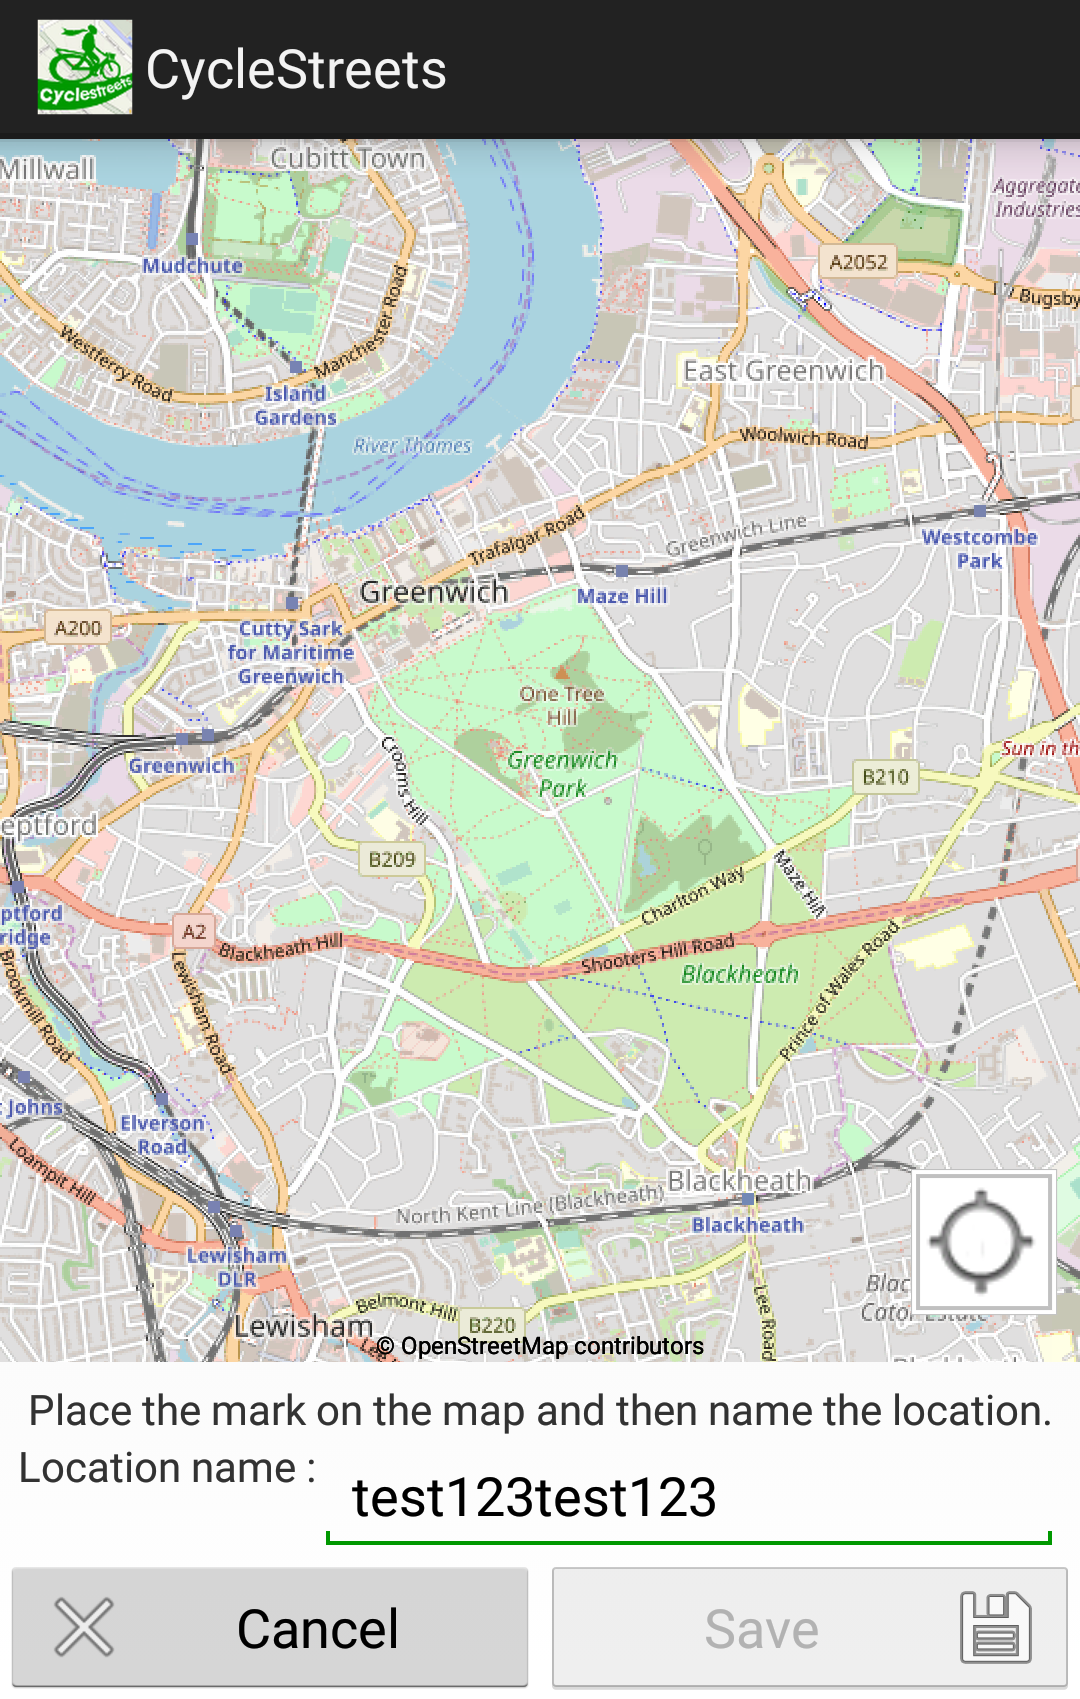 Cyclestreets
CycleStreets
Millwall
Cubitt Town
Aggregate
Industries
Mudchute
A2052
Bugsby
Westferry Road
Manchester Road
Island
Gardens
East Greenwich
River Thames
Woolwich Road
Trafalgar Road
Greenwich Line
Westcombe
Park
Greenwich
Maze Hill
A200
Cutty Sark
for Maritime
Greenwich
One Tree
Hill
Crooms Hill
Greenwich
Park
Greenwich
Sun in th
B210
eptford
B209
Maze Hill
Charlton Way
ptford
ridge
A2
Blackheath Hill
Shooters Hill Road
Blackheath
Prince of Wales Road
Brookmill Road
Lewisham Road
t Johns
Elverson
Road
Loampit Hill
Blackheath
North Kent Line (Blackheath)
Blackheath
Lewisham
DLR
Blac
Cator Estate
Belmont Hill
B220
Lee Road
Lewisham
© OpenStreetMap contributors
Place the mark on the map and then name the location.
Location name :
test123test123
Cancel
Save